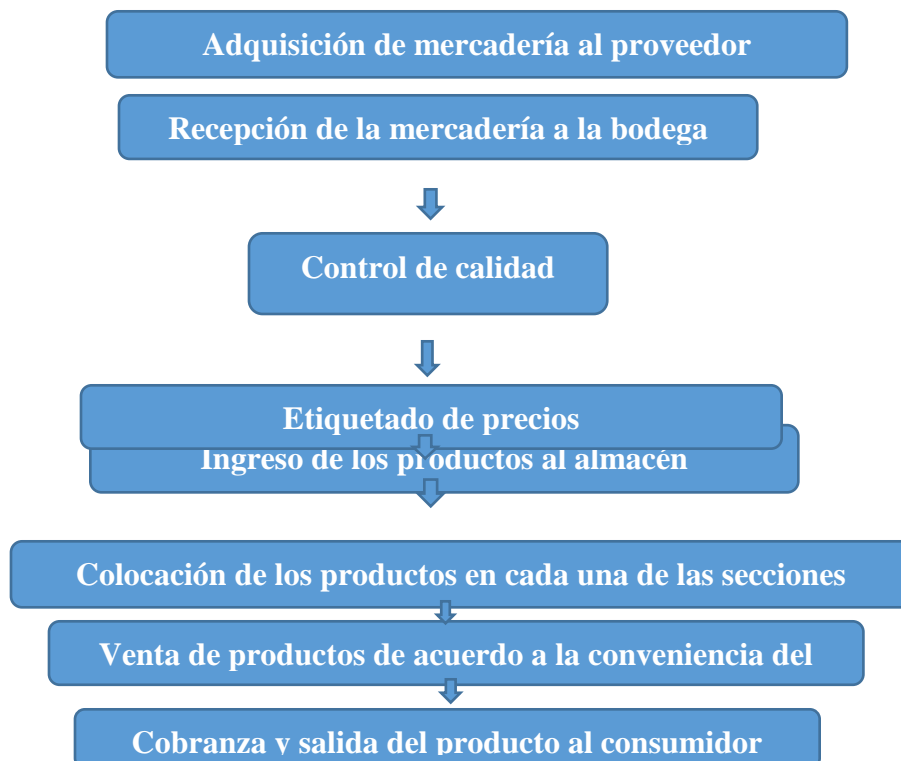 Adquisición de mercadería al proveedor
Recepción de la mercadería a la bodega
Control de calidad
Etiquetado de precios
Ingreso de los productos al almacén
Colocación de los productos en cada una de las secciones
Venta de productos de acuerdo a la conveniencia del
Cobranza y salida del producto al consumidor